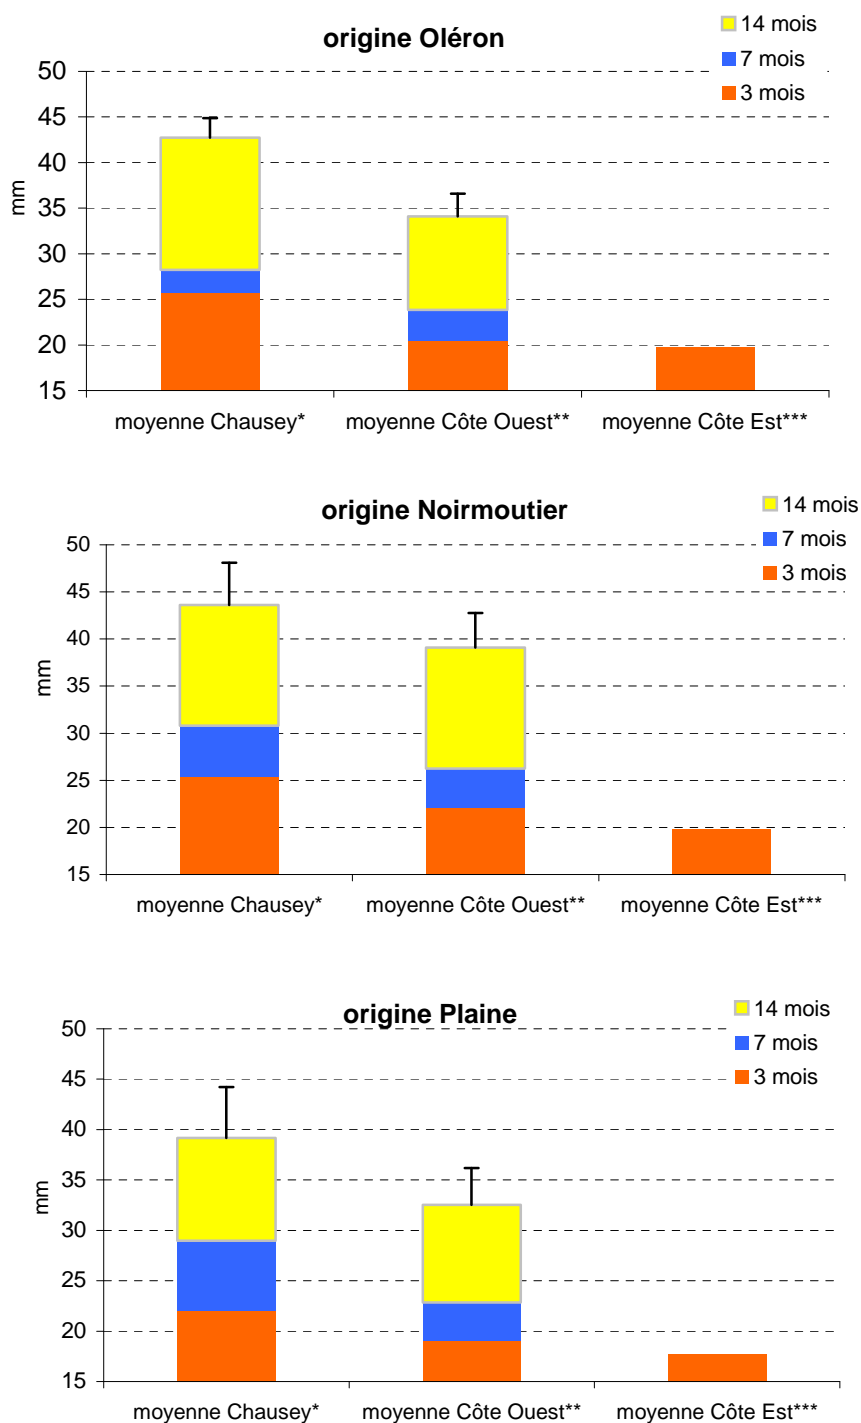 origine Oléron
14 mois
7 mois
3 mois
50
45
40
35
30
25
20
15
mm
moyenne Chausey* moyenne Côte Ouest** moyenne Côte Est***
origine Noirmoutier
14 mois
7 mois
3 mois
50
45
40
35
30
25
20
15
mm
moyenne Chausey* moyenne Côte Ouest** moyenne Côte Est***
origine Plaine
14 mois
7 mois
3 mois
50
45
40
35
30
25
20
15
mm
moyenne Chausey* moyenne Côte Ouest** moyenne Côte Est***